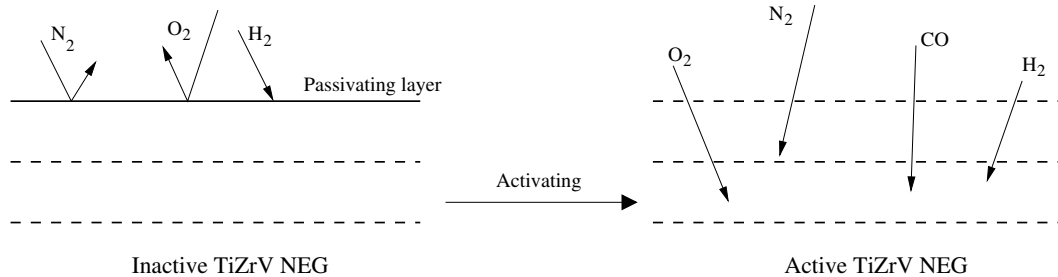 N2
O2
H2
Passivating layer
Inactive TiZrV NEG
Activating
O2
N2
CO
H2
Active TiZrV NEG